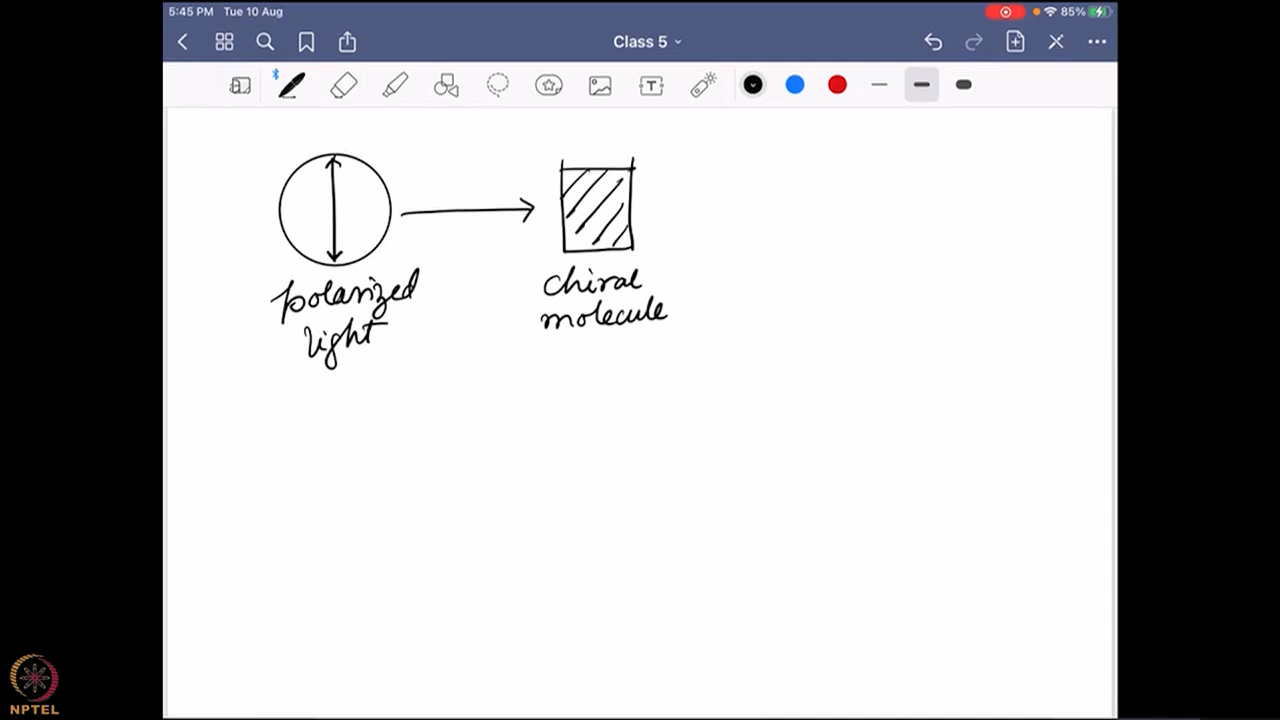 5:45 PM Tue 10 Aug
85%
Class 5
T
polarized
light
chiral
molecule
NPTEL